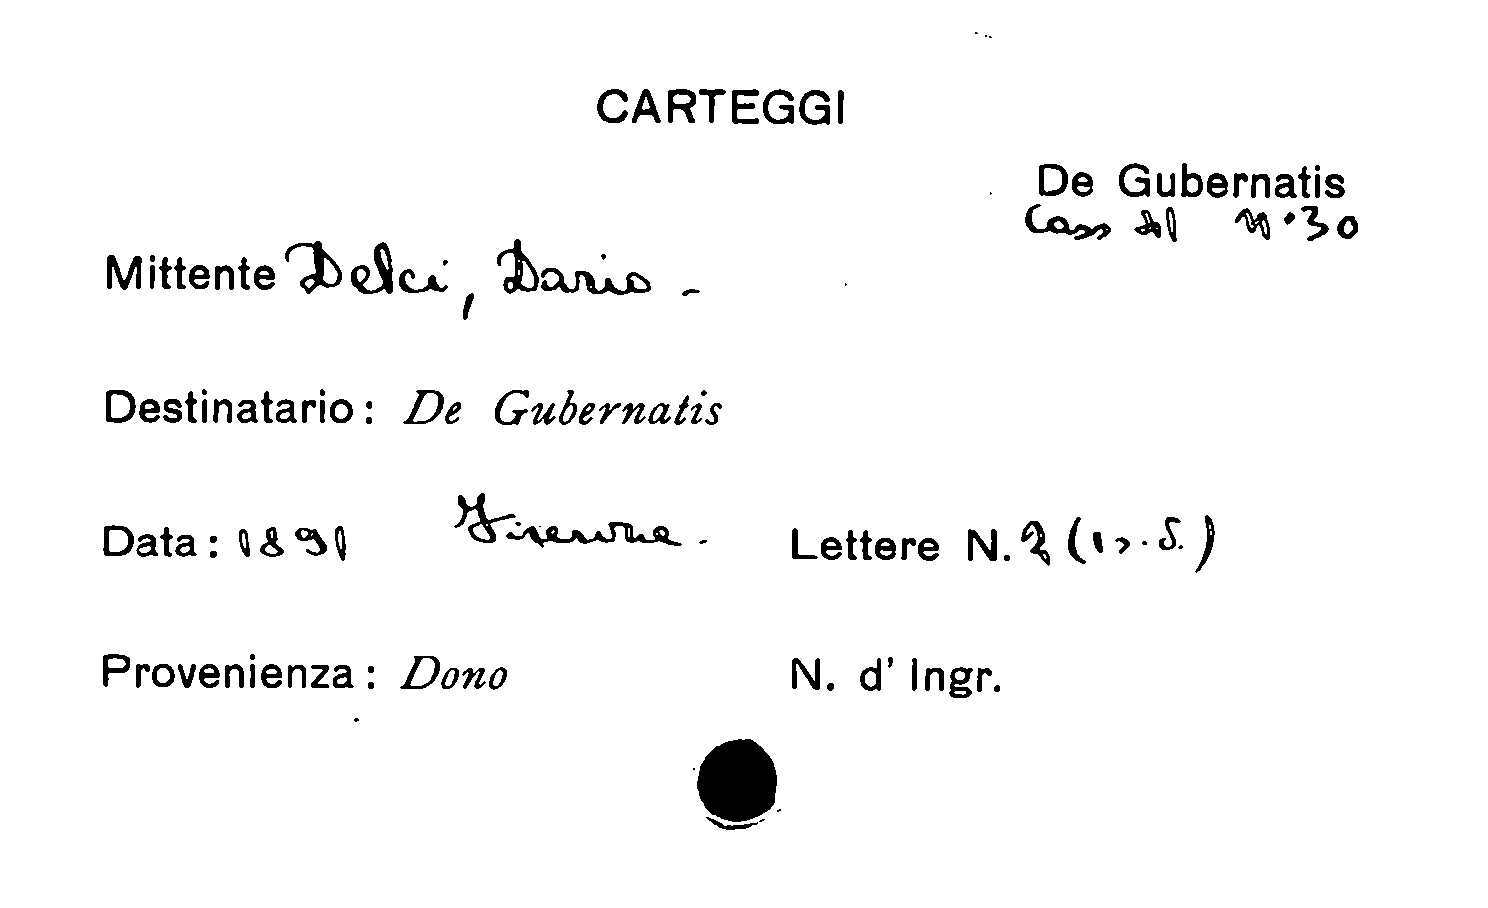 CARTEGGI
De Gubernatis
Cass 41 N° 30
Mittente Delci, Dario -
Destinatario: De Gubernatis
Data: 1891 Firenze. Lettere N. 2 (1 s. d.)
Provenienza: Dono N. d' Ingr.